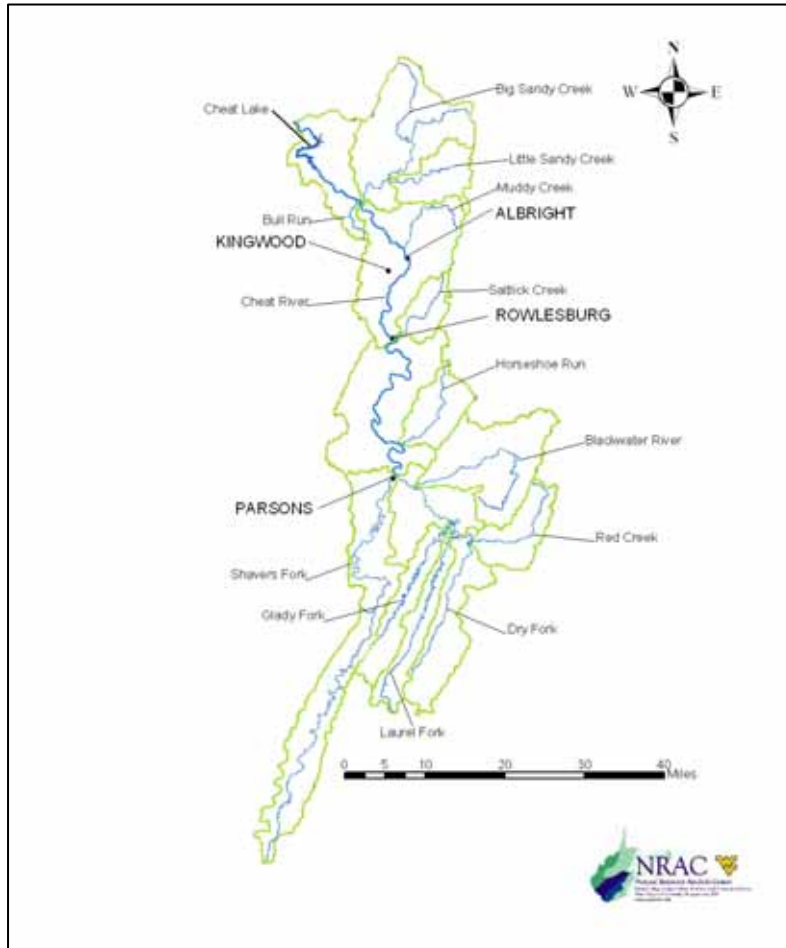 N
W E
S
Big Sandy Creek
Cheat Lake
Little Sandy Creek
Muddy Creek
ALBRIGHT
Bull Run
KINGWOOD
Saltlick Creek
Cheat River
ROWLESBURG
Horseshoe Run
Blackwater River
PARSONS
Red Creek
Shavers Fork
Glady Fork
Dry Fork
Laurel Fork
0 5 10 20 30 40
Miles
NRAC